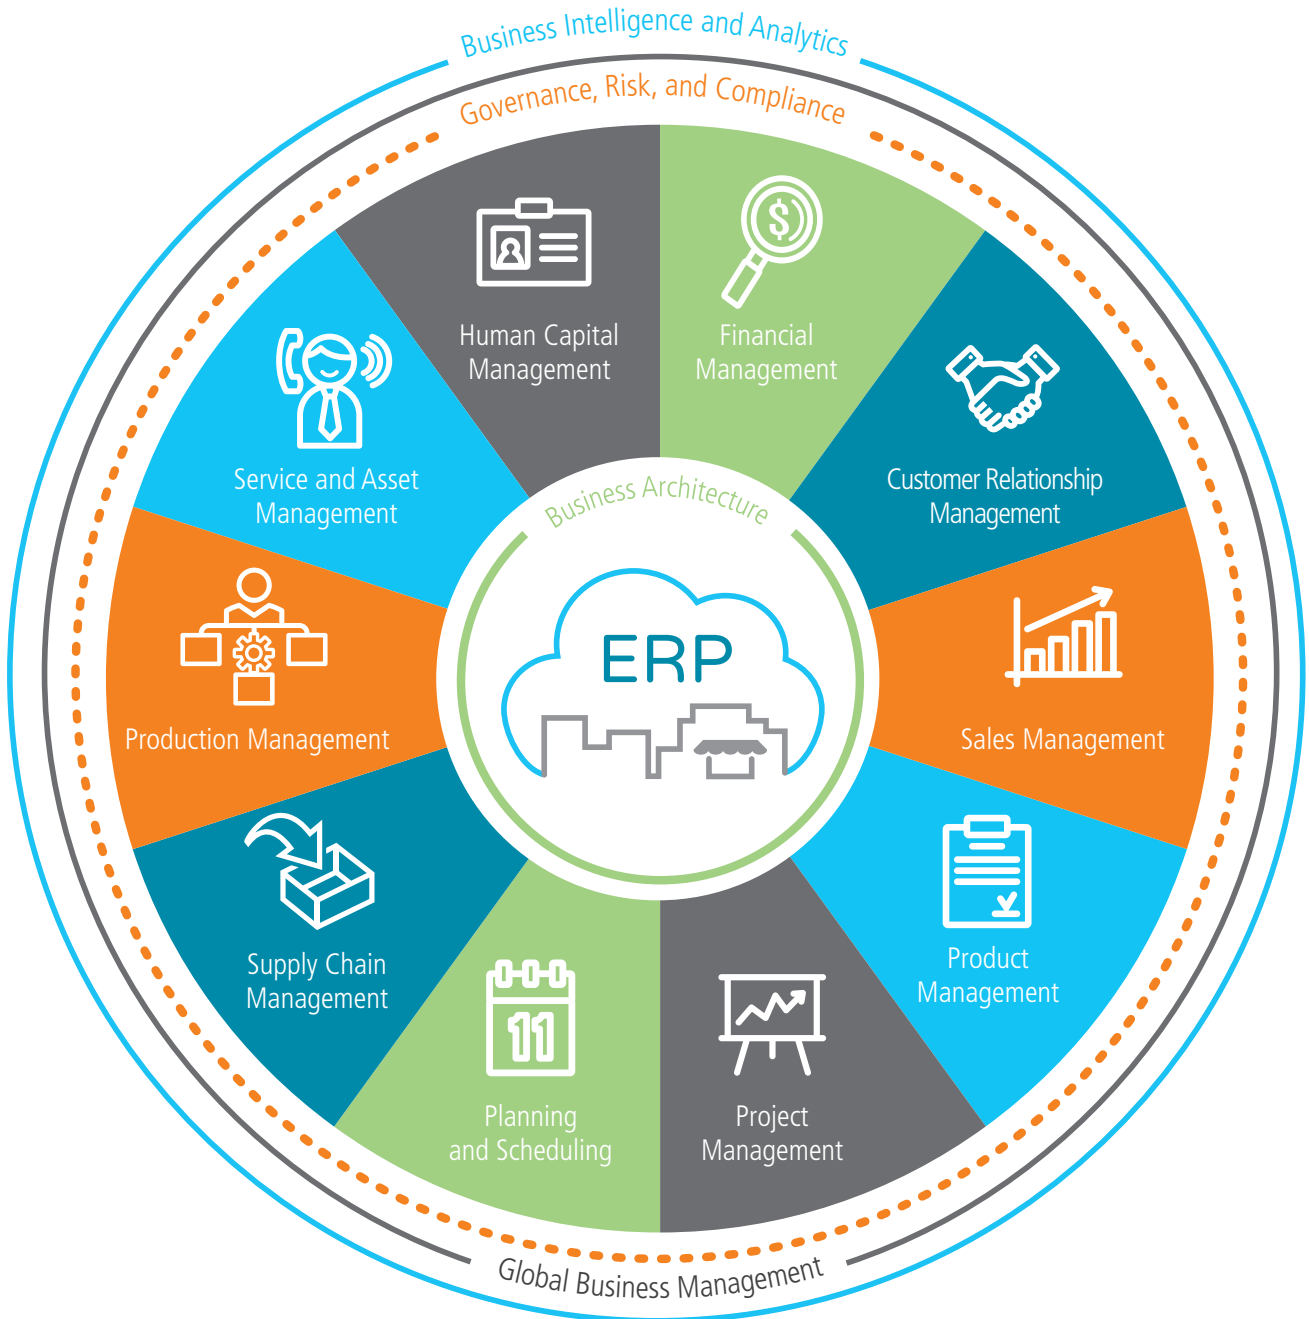 Business Intelligence and Analytics
Governance, Risk, and Compliance
Human Capital
Management
$
Financial
Management
Customer Relationship
Management
Sales Management
Product
Management
Project
Management
11
Planning
and Scheduling
Supply Chain
Management
Production Management
Service and Asset
Management
Business Architecture
ERP
Global Business Management